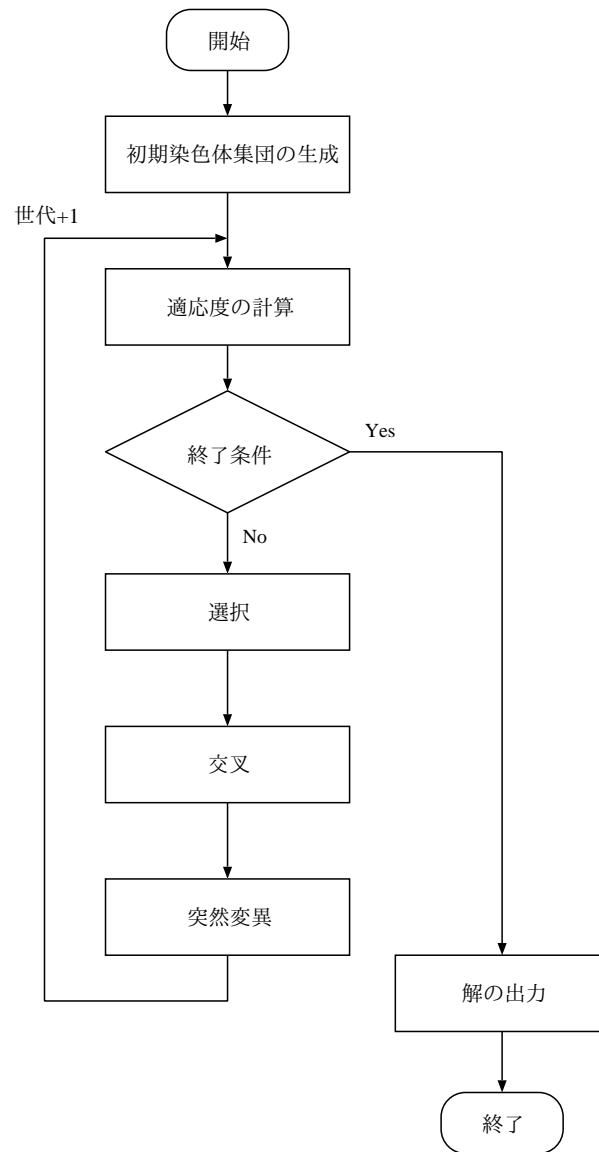 開始
初期染色体集団の生成
世代+1
適応度の計算
終了条件
Yes
No
選択
交叉
突然変異
解の出力
終了